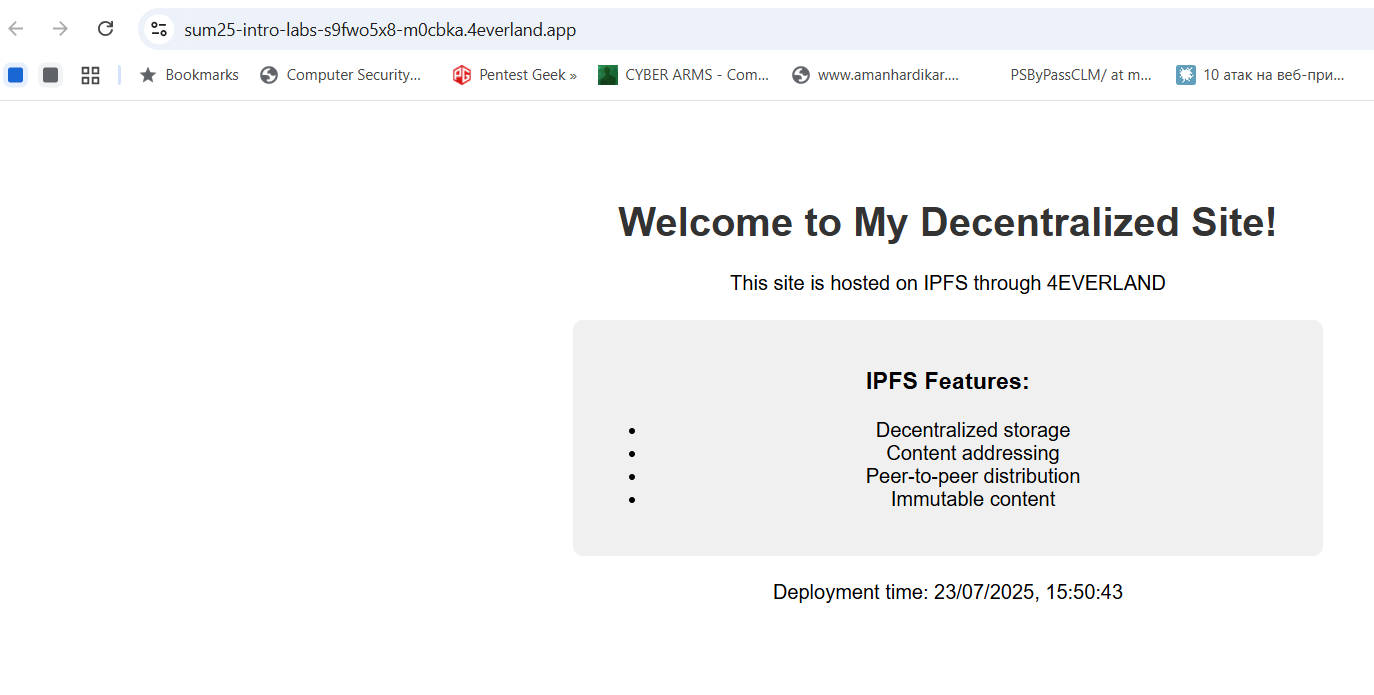 sum25-intro-labs-s9fwo5x8-m0cbka.4everland.app
Bookmarks Computer Security... Pentest Geek » CYBER ARMS - Com... www.amanhardikar.... PSByPassCLM/ at m... 10 атак на веб-при...
Welcome to My Decentralized Site!
This site is hosted on IPFS through 4EVERLAND
IPFS Features:
• Decentralized storage
• Content addressing
• Peer-to-peer distribution
• Immutable content
Deployment time: 23/07/2025, 15:50:43